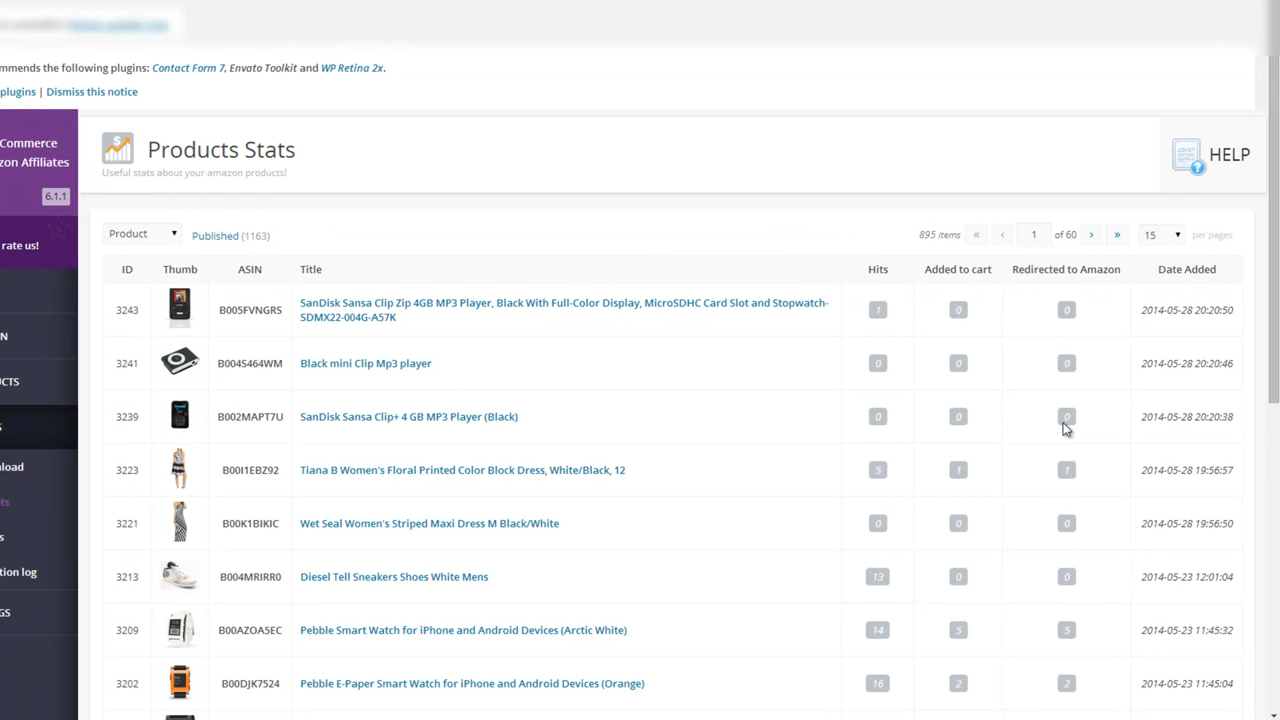 mmends the following plugins: Contact Form 7, Envato Toolkit and WP Retina 2x.
plugins | Dismiss this notice
Commerce
zon Affiliates
6.1.1
rate us!
N
CTS
S
load
ts
s
tion log
GS
Products Stats
Useful stats about your amazon products!
HELP
Product Published (1163) 895 items « ‹ 1 of 60 › » 15 per pages
ID Thumb ASIN Title Hits Added to cart Redirected to Amazon Date Added
3243 B005FVNGRS SanDisk Sansa Clip Zip 4GB MP3 Player, Black With Full-Color Display, MicroSDHC Card Slot and Stopwatch-
SDMX22-004G-A57K 1 0 0 2014-05-28 20:20:50
3241 B004S464WM Black mini Clip Mp3 player 0 0 0 2014-05-28 20:20:46
3239 B002MAPT7U SanDisk Sansa Clip+ 4 GB MP3 Player (Black) 0 0 0 2014-05-28 20:20:38
3223 B00I1EBZ92 Tiana B Women's Floral Printed Color Block Dress, White/Black, 12 5 1 1 2014-05-28 19:56:57
3221 B00K1BIKIC Wet Seal Women's Striped Maxi Dress M Black/White 0 0 0 2014-05-28 19:56:50
3213 B004MRIRR0 Diesel Tell Sneakers Shoes White Mens 13 0 0 2014-05-23 12:01:04
3209 B00AZOA5EC Pebble Smart Watch for iPhone and Android Devices (Arctic White) 14 5 5 2014-05-23 11:45:32
3202 B00DJK7524 Pebble E-Paper Smart Watch for iPhone and Android Devices (Orange) 16 2 2 2014-05-23 11:45:04